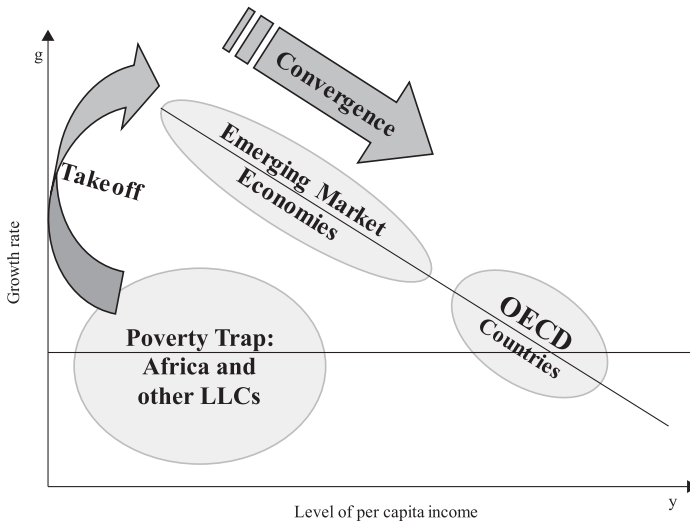 g
Convergence
Takeoff
Emerging Market
Economies
OECD
Countries
Poverty Trap:
Africa and
other LLCs
Growth rate
y
Level of per capita income